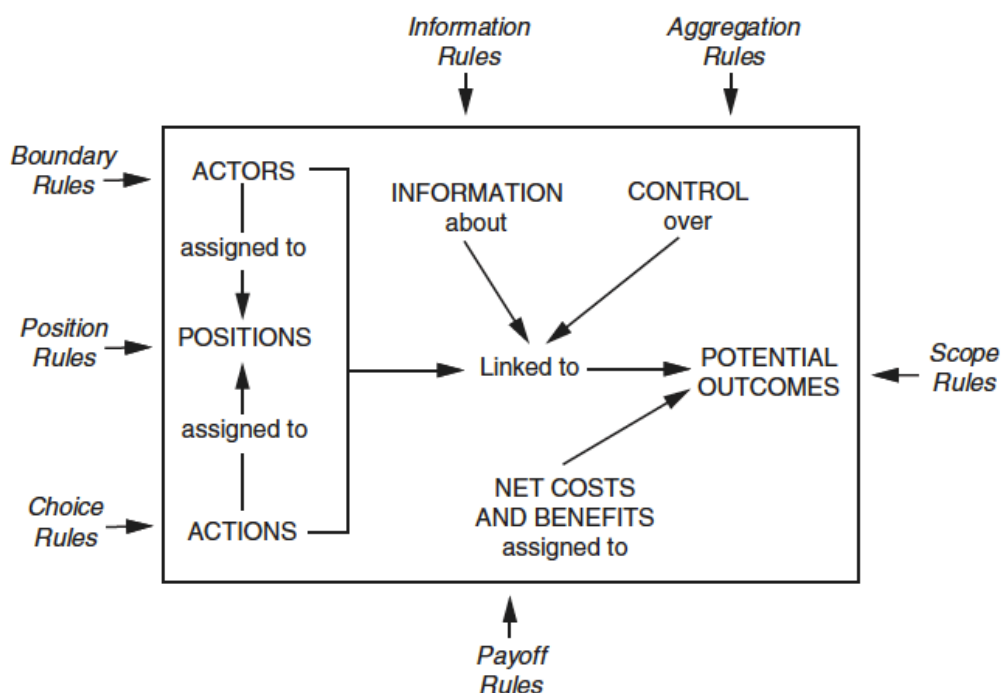 Information
Rules
Aggregation
Rules
Boundary
Rules
ACTORS
INFORMATION
about
CONTROL
over
assigned to
Position
Rules
POSITIONS
Linked to
POTENTIAL
OUTCOMES
Scope
Rules
assigned to
Choice
Rules
ACTIONS
NET COSTS
AND BENEFITS
assigned to
Payoff
Rules